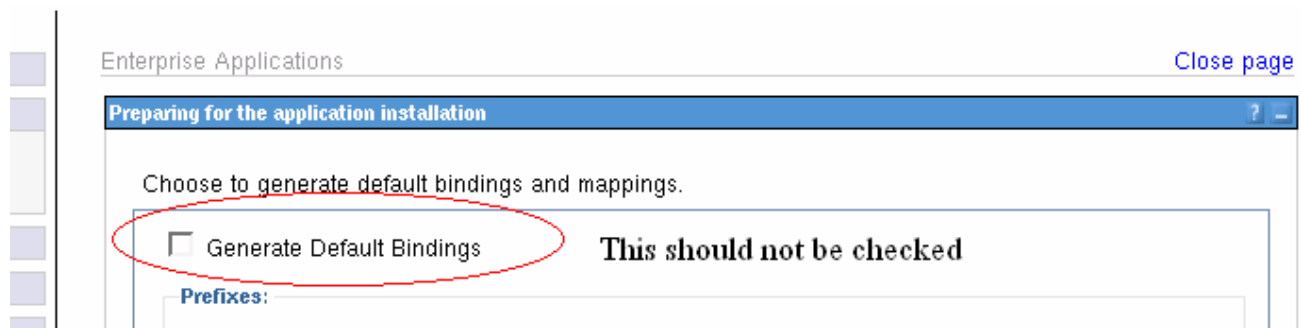 Enterprise Applications Close page
Preparing for the application installation ? –
Choose to generate default bindings and mappings.
Generate Default Bindings This should not be checked
Prefixes: